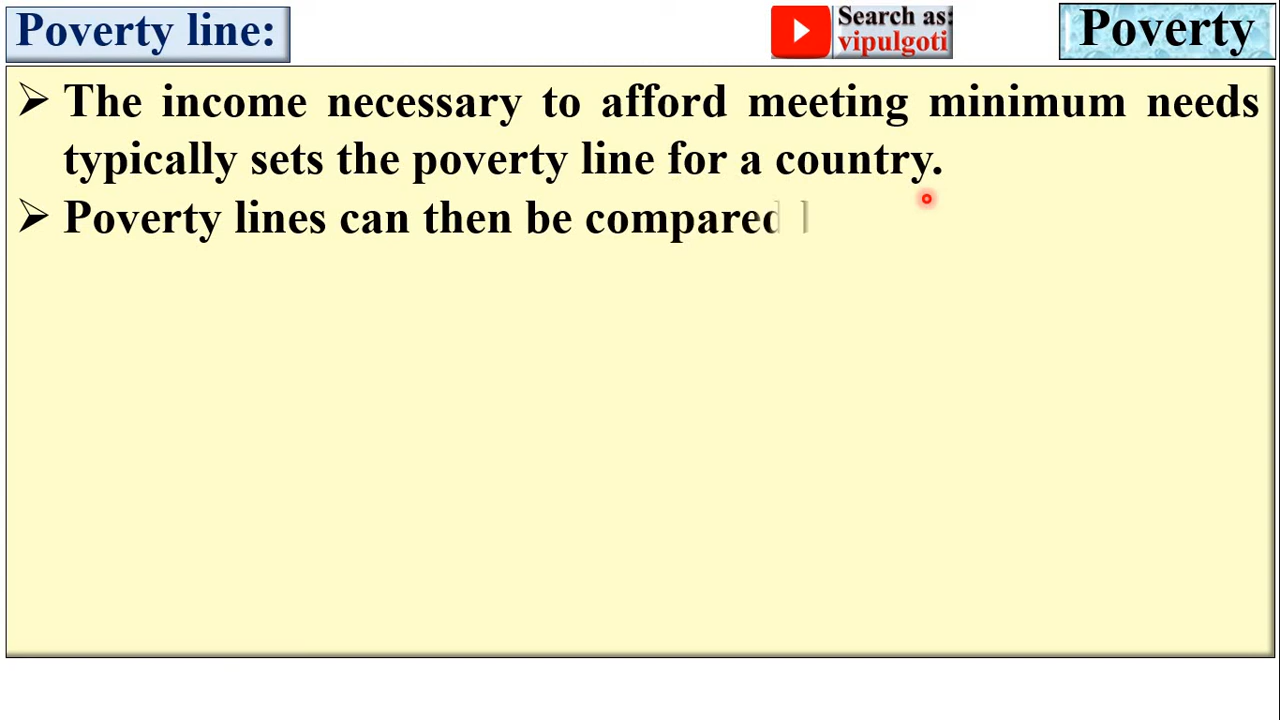 Poverty line:
Search as:
vipulgoti
Poverty
➢ The income necessary to afford meeting minimum needs
typically sets the poverty line for a country.
➢ Poverty lines can then be compared